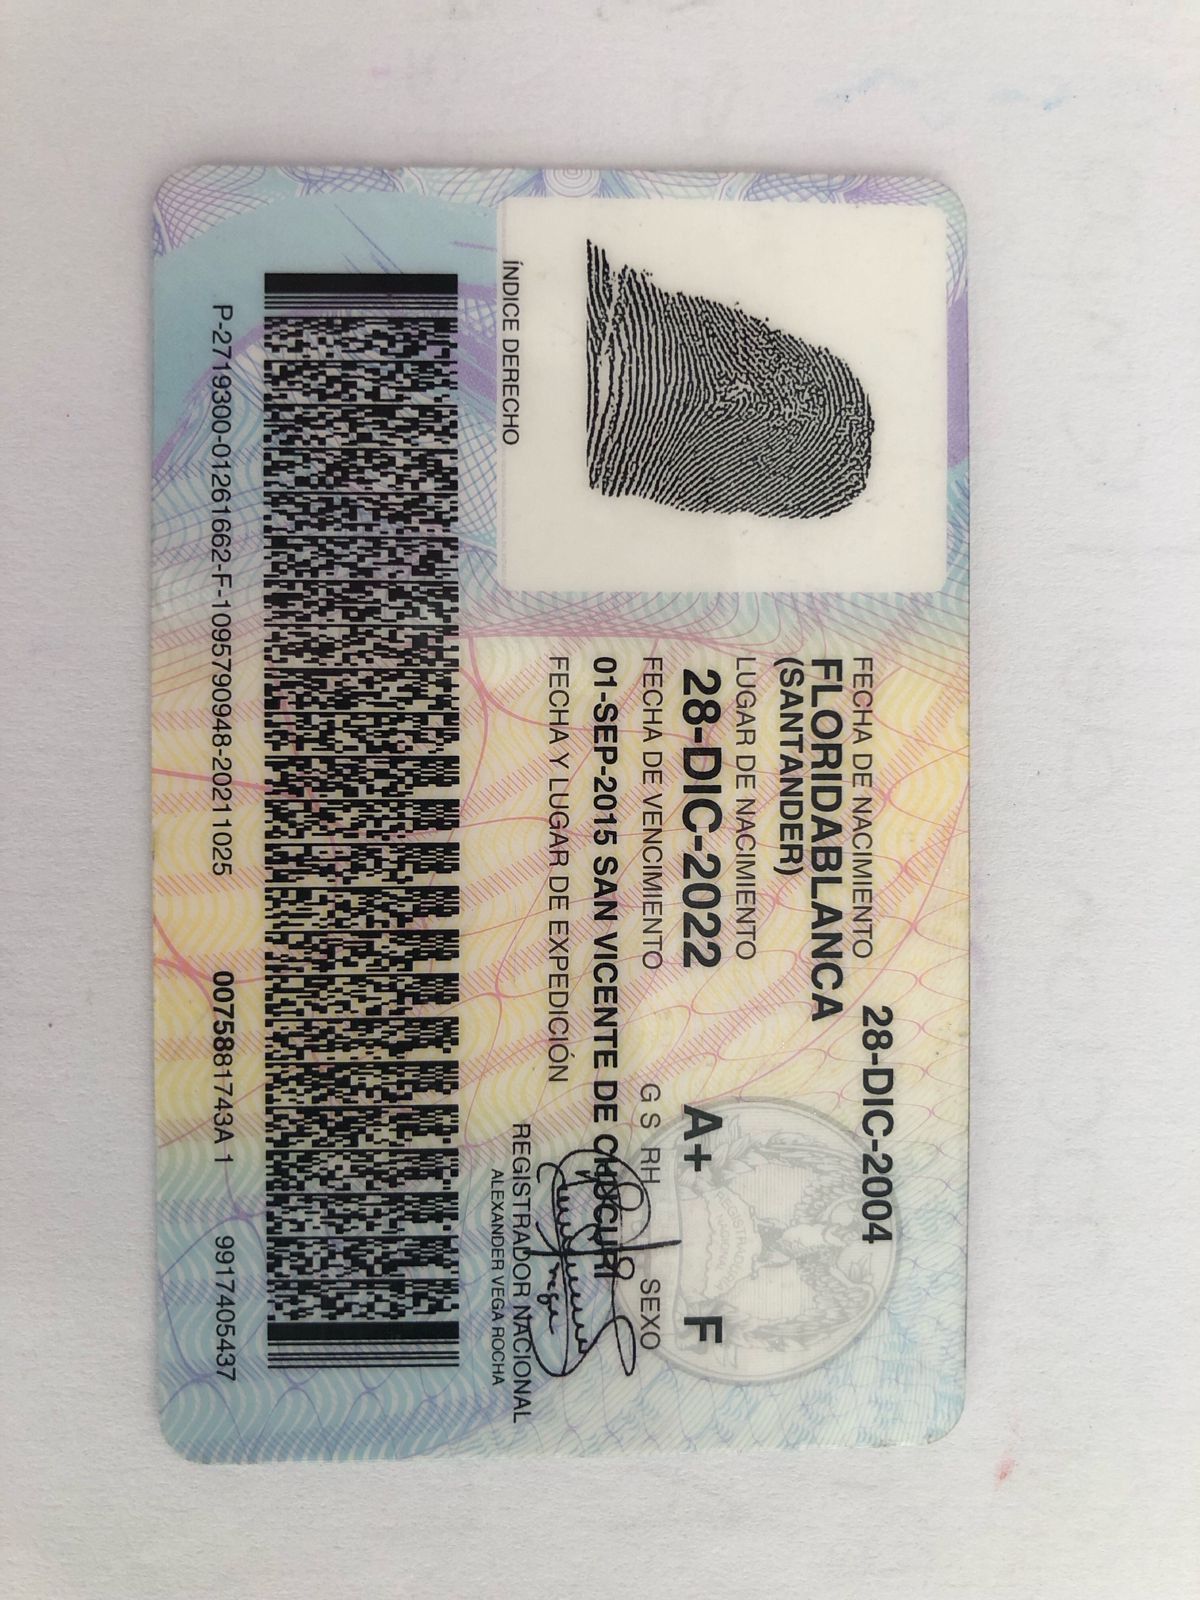 FECHA DE NACIMIENTO 28-DIC-2004
FLORIDABLANCA
(SANTANDER)
LUGAR DE NACIMIENTO
28-DIC-2022 A+ F
FECHA DE VENCIMIENTO G S RH SEXO
01-SEP-2015 SAN VICENTE DE CHUCURI
FECHA Y LUGAR DE EXPEDICIÓN
ÍNDICE DERECHO
REGISTRADOR NACIONAL
ALEXANDER VEGA ROCHA
P-2719300-01261662-F-1095790948-20211025 0075881743A 1 9917405437